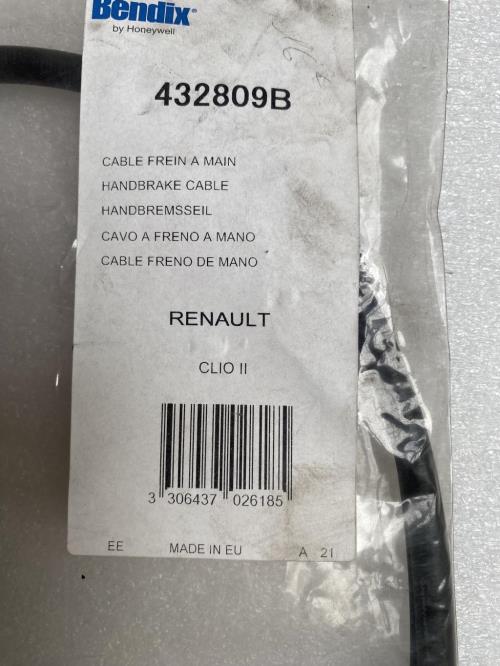 Bendix®
by Honeywell
432809B
CABLE FREIN A MAIN
HANDBRAKE CABLE
HANDBREMSSEIL
CAVO A FRENO A MANO
CABLE FRENO DE MANO
RENAULT
CLIO II
3 306437 026185
EE MADE IN EU A 21